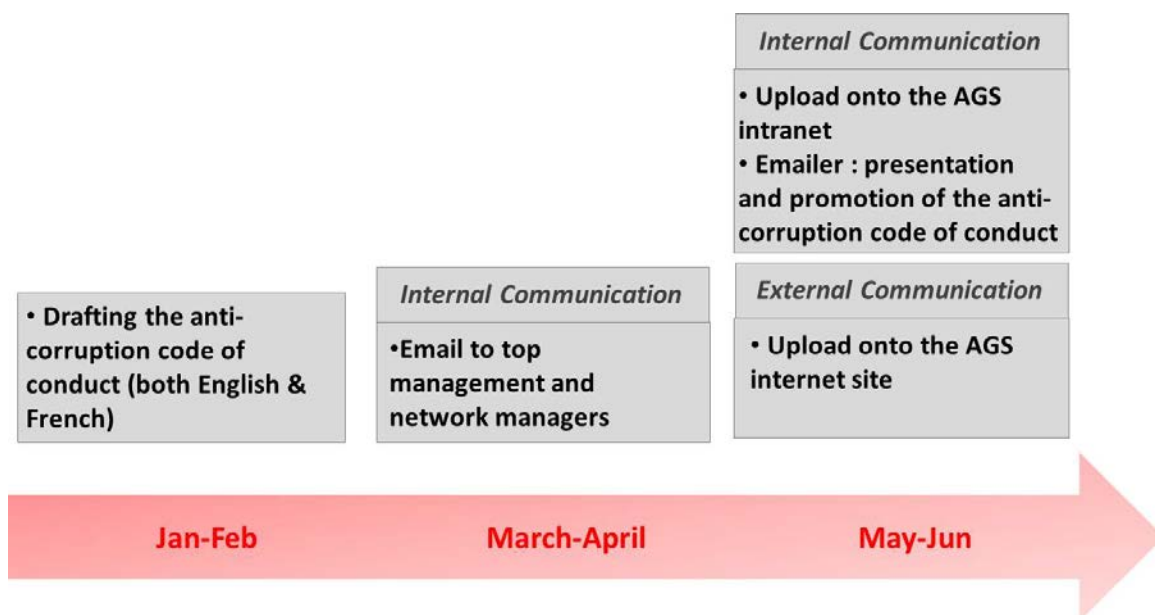 • Drafting the anti-
corruption code of
conduct (both English &
French)
Internal Communication
•Email to top
management and
network managers
Internal Communication
• Upload onto the AGS
intranet
• Emailer : presentation
and promotion of the anti-
corruption code of conduct
External Communication
• Upload onto the AGS
internet site
Jan-Feb
March-April
May-Jun